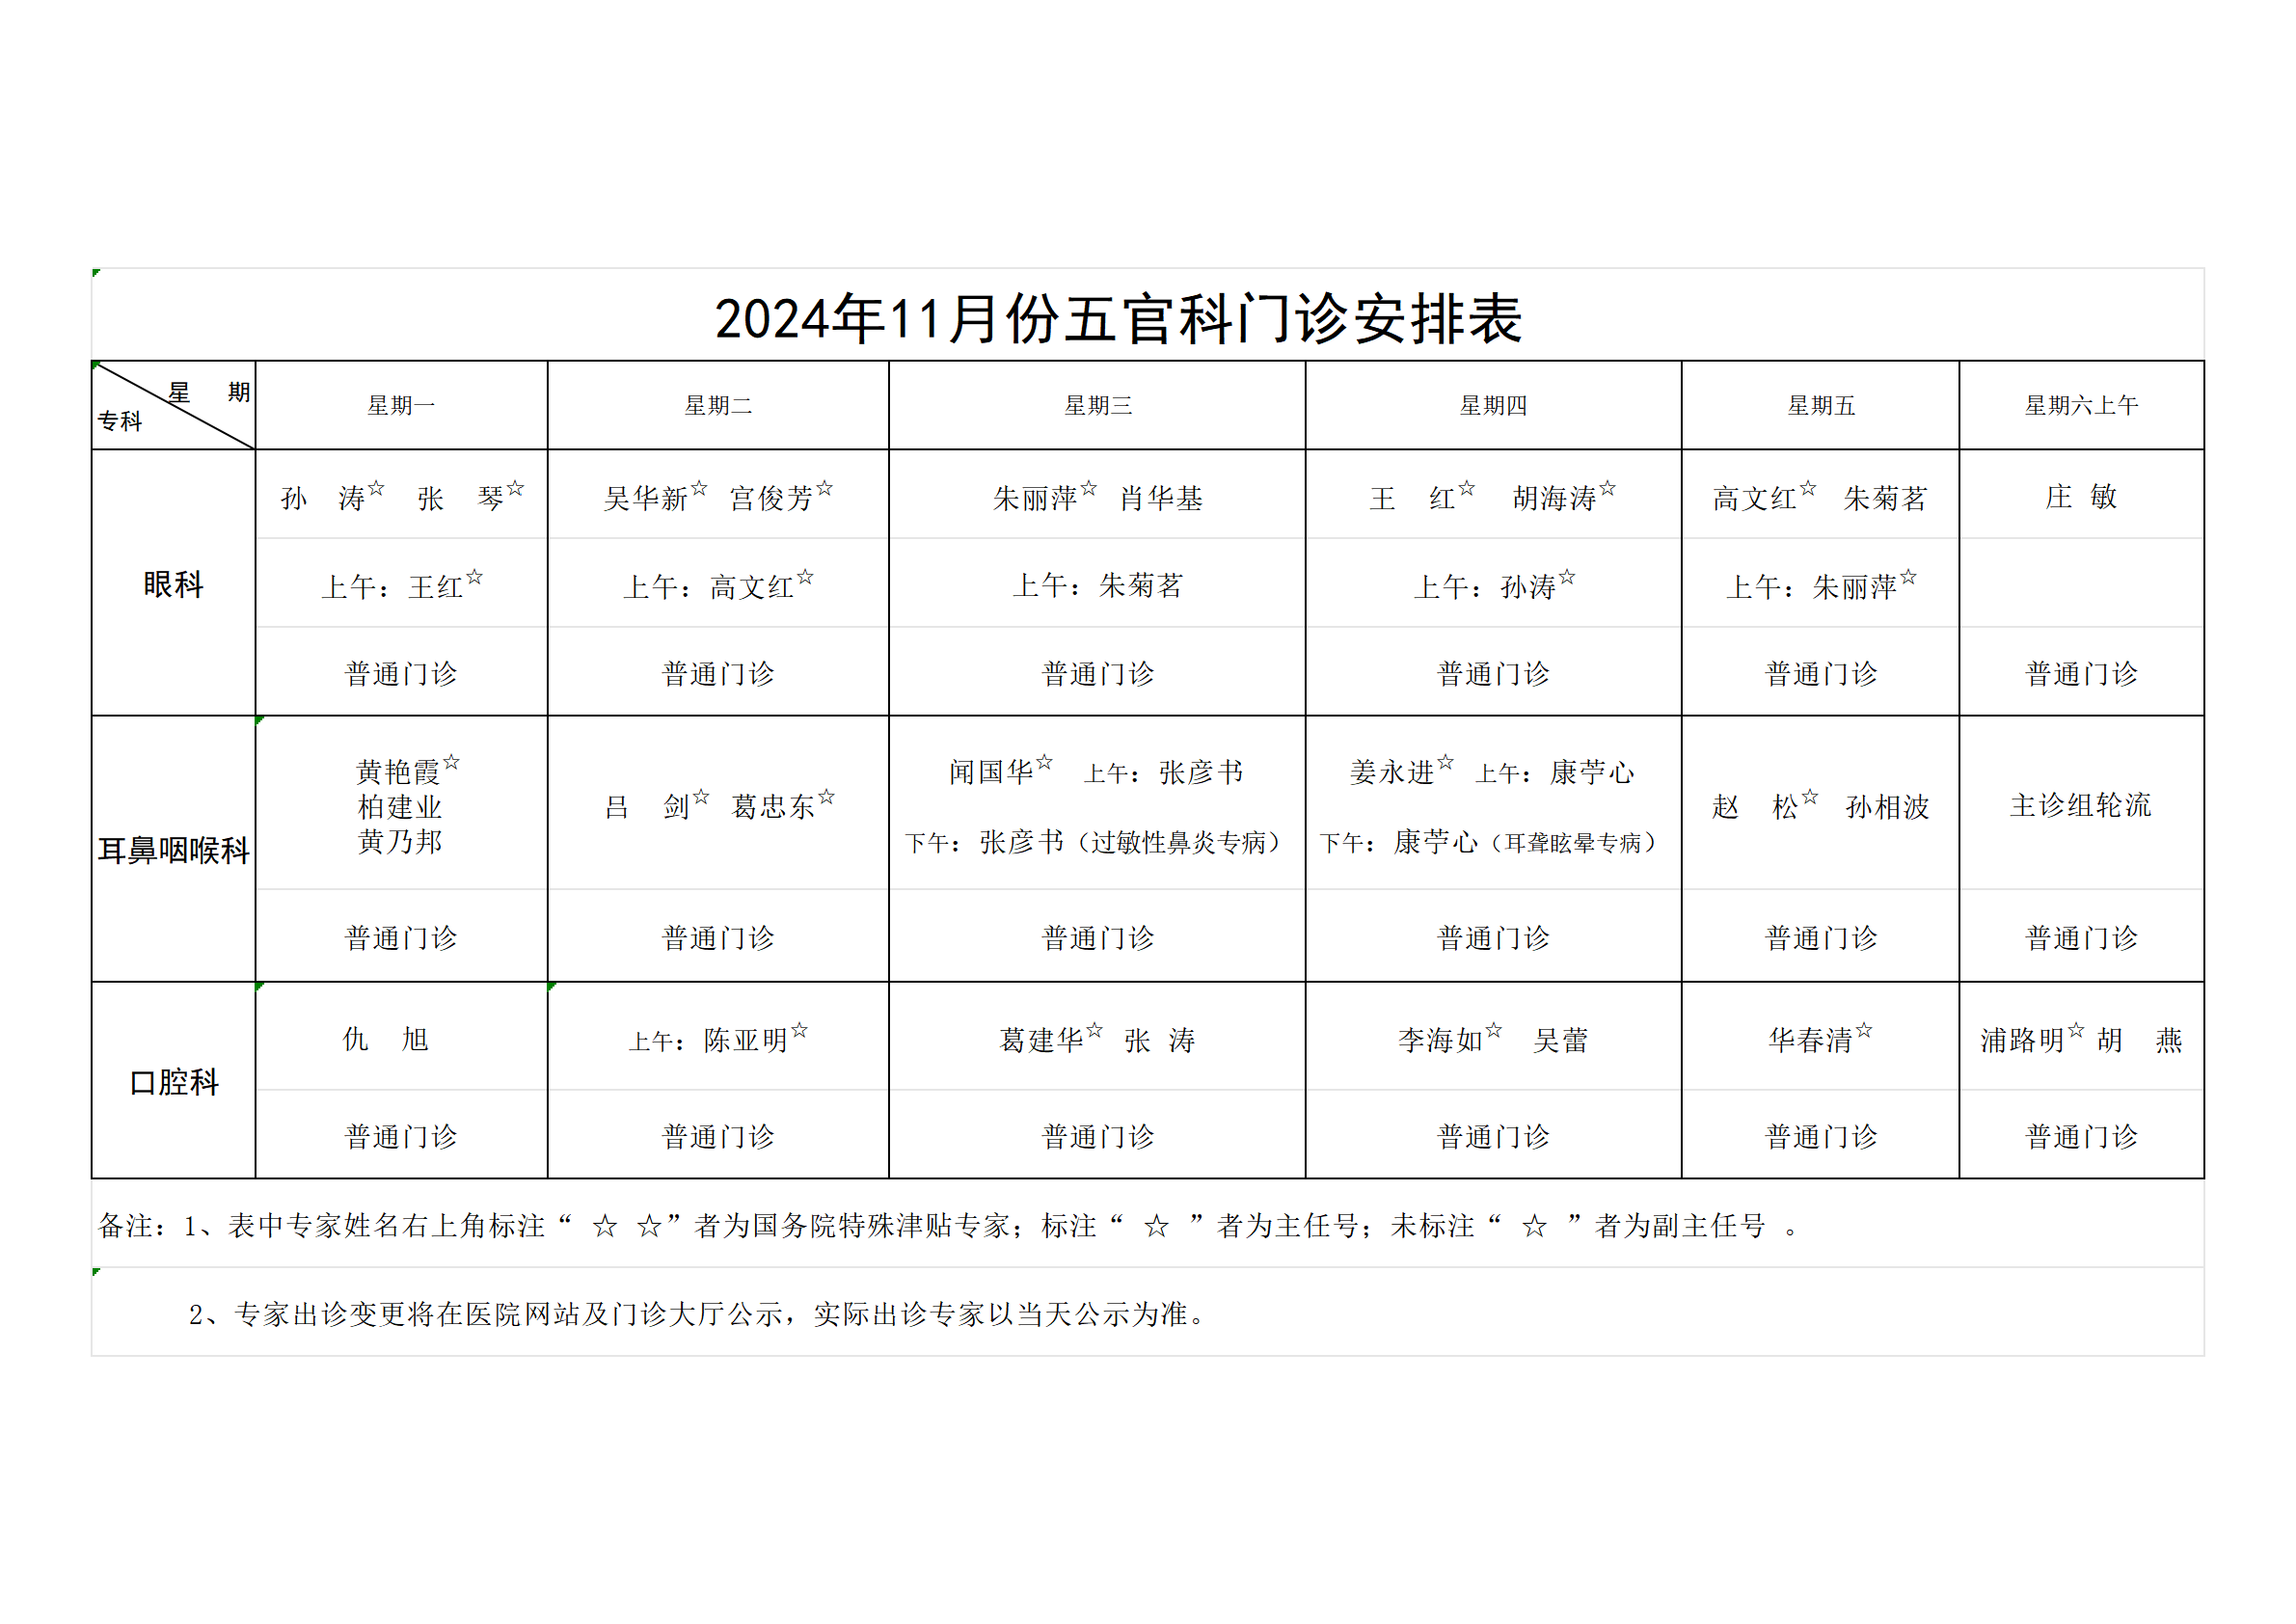 2024年11月份五官科门诊安排表
星 期
专科
星期一 星期二 星期三 星期四 星期五 星期六上午
眼科
孙 涛☆ 张 琴☆ 吴华新☆ 宫俊芳☆ 朱丽萍☆ 肖华基 王 红☆ 胡海涛☆ 高文红☆ 朱菊茗 庄 敏
上午：王红☆ 上午：高文红☆ 上午：朱菊茗 上午：孙涛☆ 上午：朱丽萍☆
普通门诊 普通门诊 普通门诊 普通门诊 普通门诊 普通门诊
耳鼻咽喉科
黄艳霞☆
柏建业
黄乃邦
吕 剑☆ 葛忠东☆
闻国华☆ 上午：张彦书
下午：张彦书（过敏性鼻炎专病）
姜永进☆ 上午：康苧心
下午：康苧心（耳聋眩晕专病）
赵 松☆ 孙相波
主诊组轮流
普通门诊 普通门诊 普通门诊 普通门诊 普通门诊 普通门诊
口腔科
仇 旭 上午：陈亚明☆ 葛建华☆ 张 涛 李海如☆ 吴蕾 华春清☆ 浦路明☆ 胡 燕
普通门诊 普通门诊 普通门诊 普通门诊 普通门诊 普通门诊
备注：1、表中专家姓名右上角标注“ ☆ ☆”者为国务院特殊津贴专家；标注“ ☆ ”者为主任号；未标注“ ☆ ”者为副主任号 。
2、专家出诊变更将在医院网站及门诊大厅公示，实际出诊专家以当天公示为准。